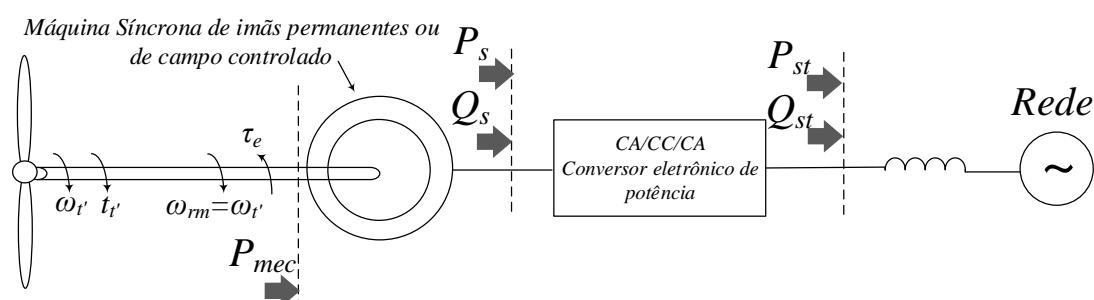 Máquina Síncrona de imãs permanentes ou
de campo controlado
P_s
Q_s
P_st
Q_st
Rede
τ_e
CA/CC/CA
Conversor eletrônico de
potência
~
ω_t' t_t' ω_rm=ω_t'
P_mec